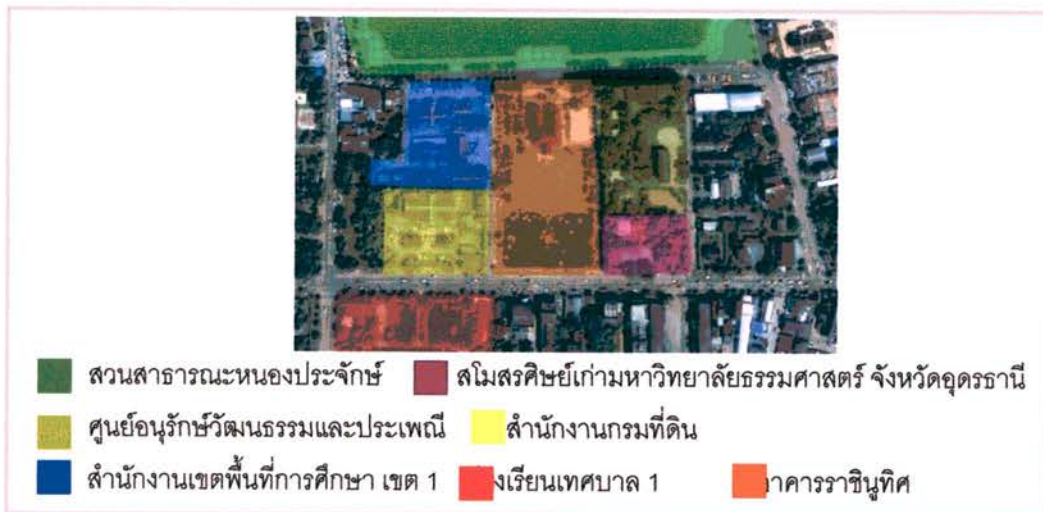 สวนสาธารณะหนองประจักษ์ สโมสรศิษย์เก่ามหาวิทยาลัยธรรมศาสตร์ จังหวัดอุดรธานี
ศูนย์อนุรักษ์วัฒนธรรมและประเพณี สำนักงานกรมที่ดิน
สำนักงานเขตพื้นที่การศึกษา เขต 1 งเรียนเทศบาล 1 าคารราชินูทิศ